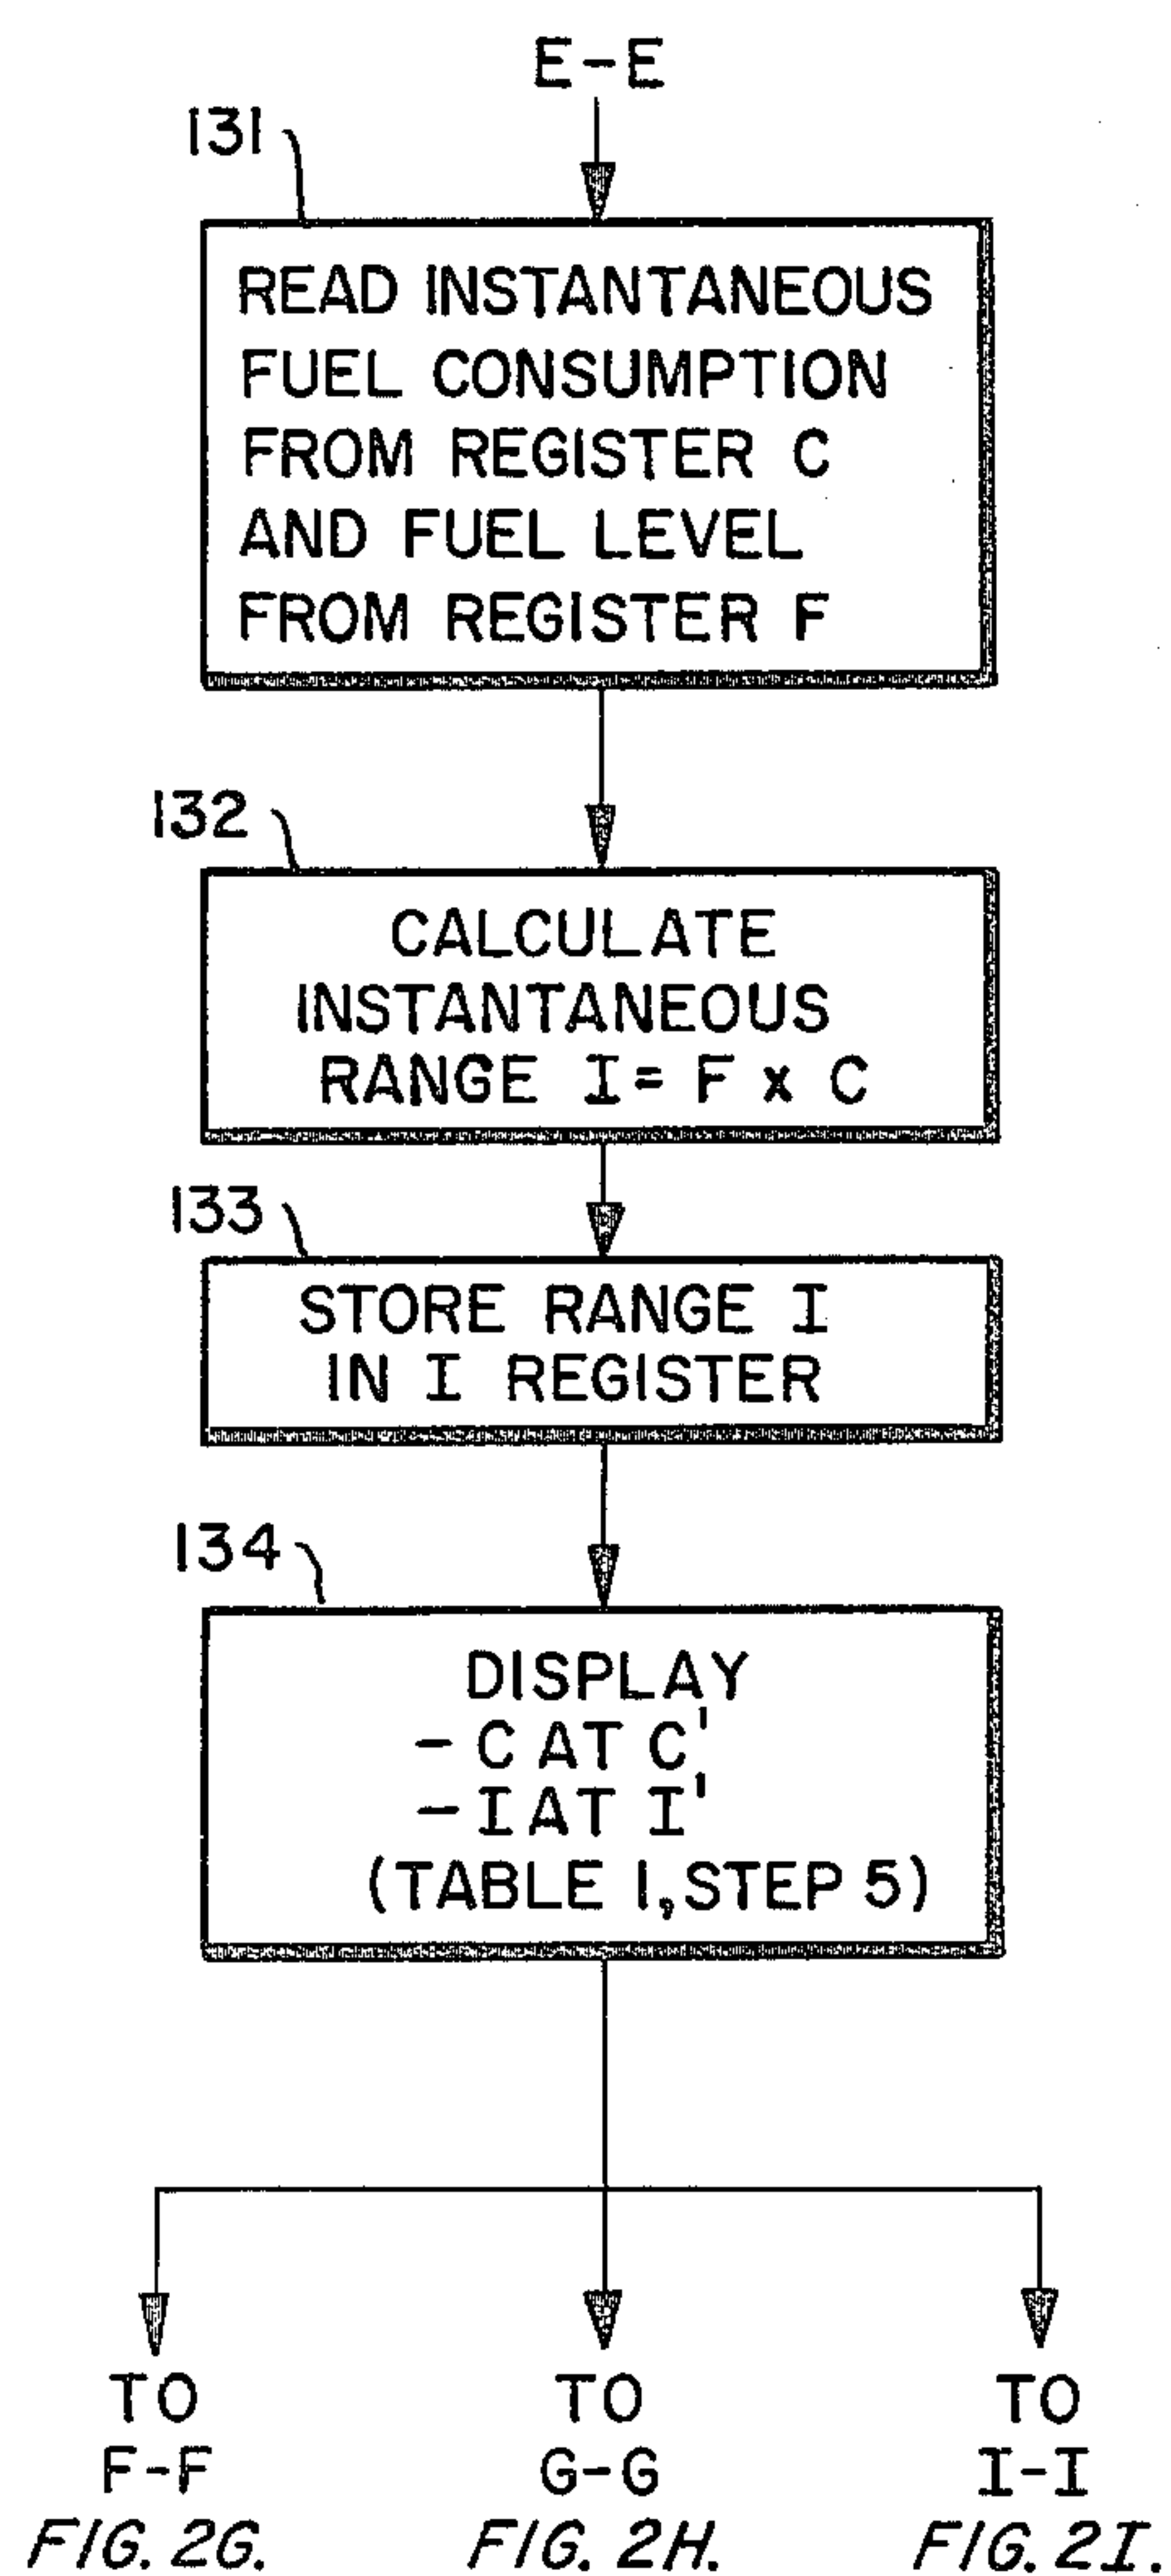 E-E
131
READ INSTANTANEOUS
FUEL CONSUMPTION
FROM REGISTER C
AND FUEL LEVEL
FROM REGISTER F
132
CALCULATE
INSTANTANEOUS
RANGE I = F x C
133
STORE RANGE I
IN I REGISTER
134
DISPLAY
- C AT C'
- I AT I'
(TABLE 1, STEP 5)
TO TO TO
F-F G-G I-I
FIG. 2G. FIG. 2H. FIG. 2I.